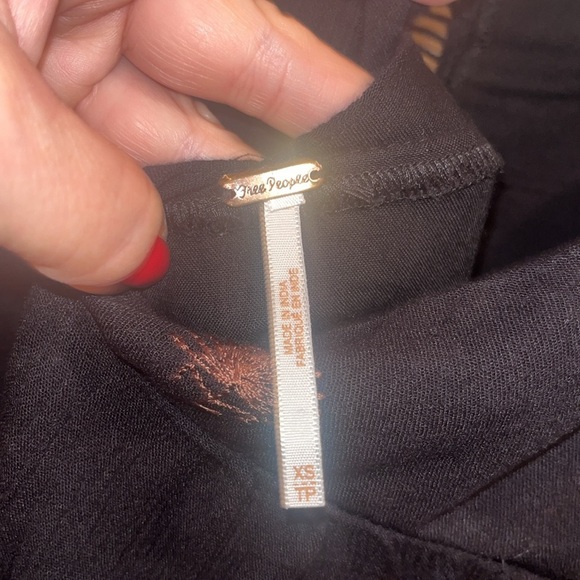 Free People
MADE IN INDIA
FABRIQUÉ EN INDE
XS
TP